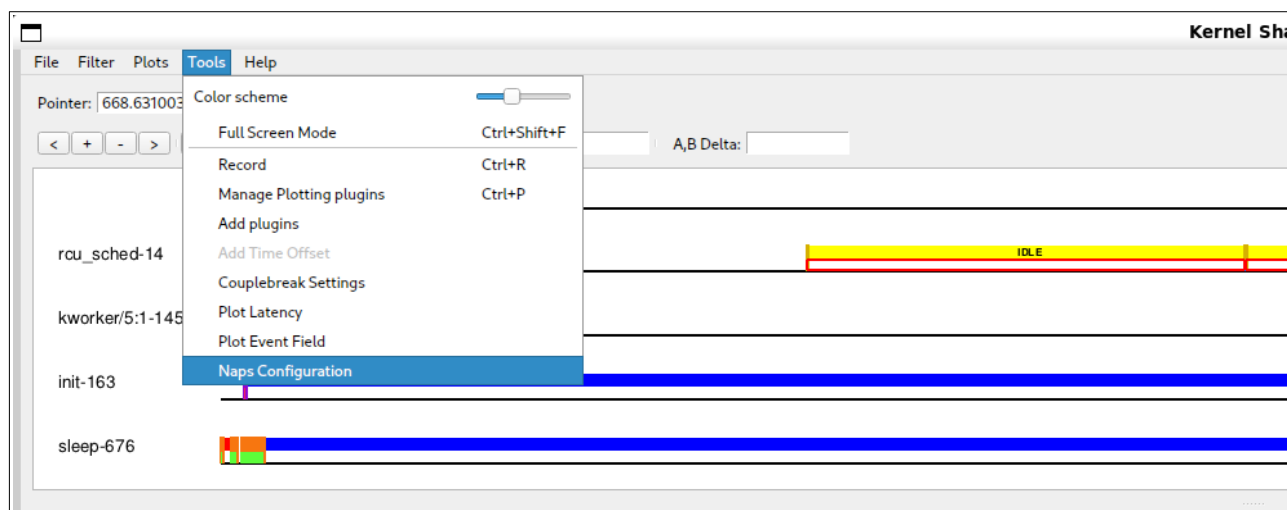 Kernel Sha
File Filter Plots Tools Help
Pointer: 668.631003
Color scheme
Full Screen Mode Ctrl+Shift+F
< + - > A,B Delta:
Record Ctrl+R
Manage Plotting plugins Ctrl+P
Add plugins
rcu_sched-14
Add Time Offset
IDLE
Couplebreak Settings
Plot Latency
kworker/5:1-145
Plot Event Field
Naps Configuration
init-163
sleep-676